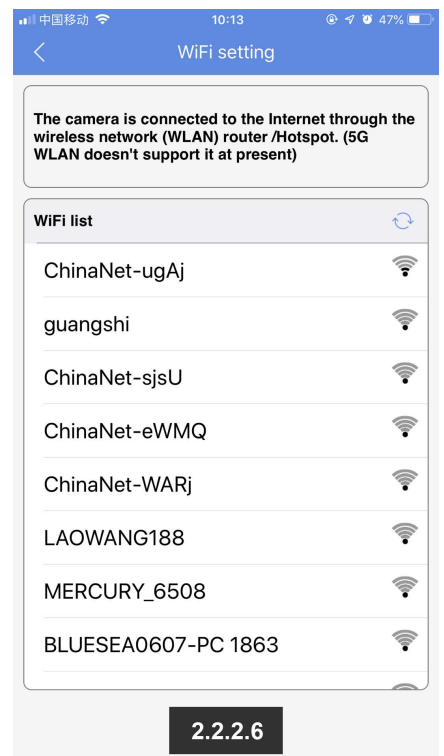 中国移动 10:13 47%
WiFi setting
The camera is connected to the Internet through the
wireless network (WLAN) router /Hotspot. (5G
WLAN doesn't support it at present)
WiFi list
ChinaNet-ugAj
guangshi
ChinaNet-sjsU
ChinaNet-eWMQ
ChinaNet-WARj
LAOWANG188
MERCURY_6508
BLUESEA0607-PC 1863
2.2.2.6